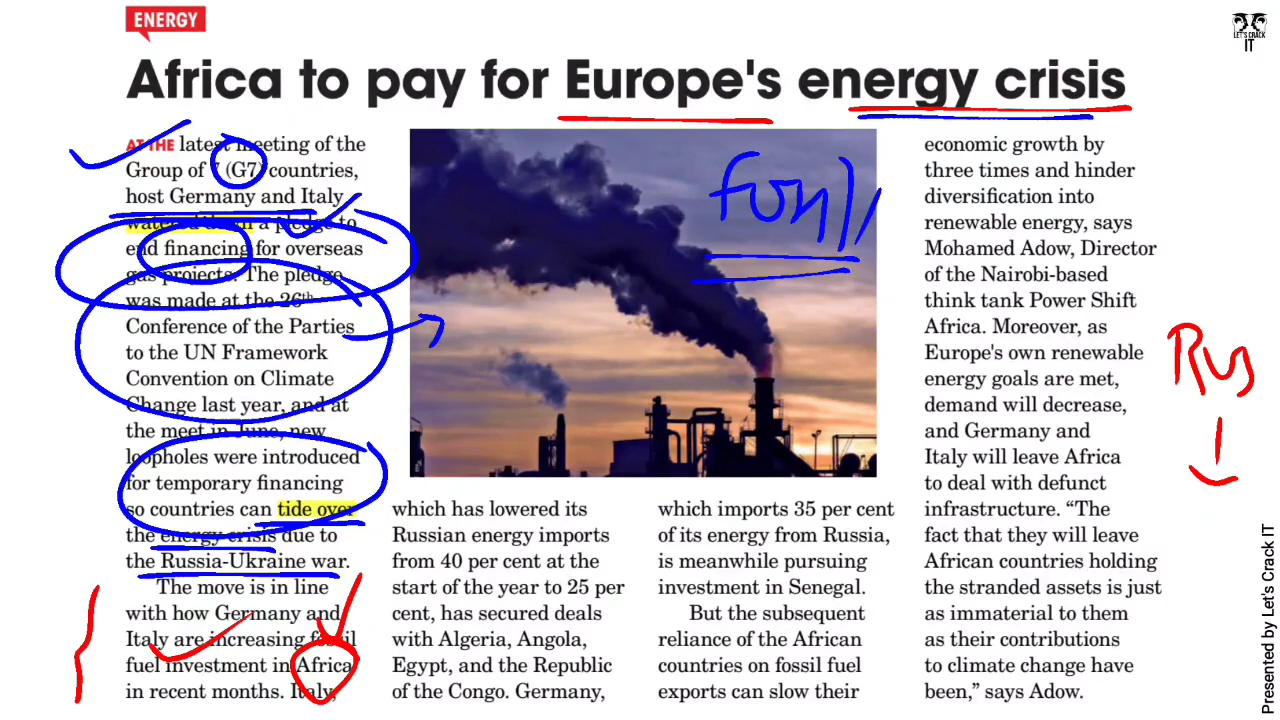 ENERGY
LET'S CRACK
IT
Africa to pay for Europe's energy crisis
AT THE latest meeting of the
Group of 7 (G7) countries,
host Germany and Italy
watered down a pledge to
end financing for overseas
gas projects. The pledge
was made at the 26th
Conference of the Parties
to the UN Framework
Convention on Climate
Change last year, and at
the meet in June, new
loopholes were introduced
for temporary financing
so countries can tide over
the energy crisis due to
the Russia-Ukraine war.
The move is in line
with how Germany and
Italy are increasing fossil
fuel investment in Africa
in recent months. Italy,
which has lowered its
Russian energy imports
from 40 per cent at the
start of the year to 25 per
cent, has secured deals
with Algeria, Angola,
Egypt, and the Republic
of the Congo. Germany,
which imports 35 per cent
of its energy from Russia,
is meanwhile pursuing
investment in Senegal.
But the subsequent
reliance of the African
countries on fossil fuel
exports can slow their
economic growth by
three times and hinder
diversification into
renewable energy, says
Mohamed Adow, Director
of the Nairobi-based
think tank Power Shift
Africa. Moreover, as
Europe's own renewable
energy goals are met,
demand will decrease,
and Germany and
Italy will leave Africa
to deal with defunct
infrastructure. “The
fact that they will leave
African countries holding
the stranded assets is just
as immaterial to them
as their contributions
to climate change have
been,” says Adow.
Rus
Presented by Let's Crack IT